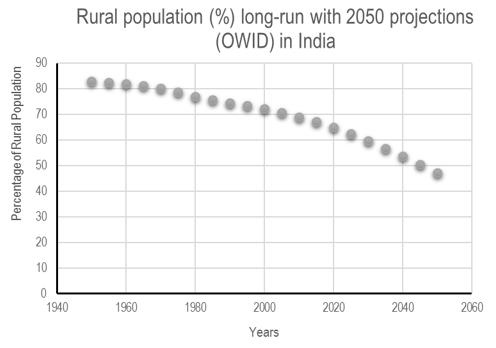 Rural population (%) long-run with 2050 projections
(OWID) in India
Percentage of Rural Population
90
80
70
60
50
40
30
20
10
0
1940 1960 1980 2000 2020 2040 2060
Years